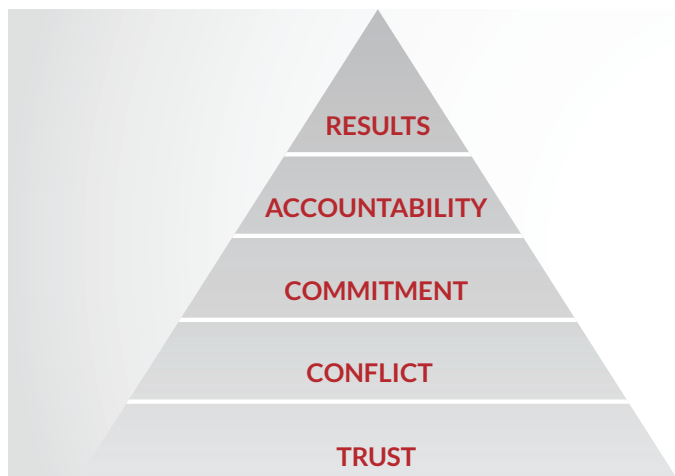 RESULTS
ACCOUNTABILITY
COMMITMENT
CONFLICT
TRUST